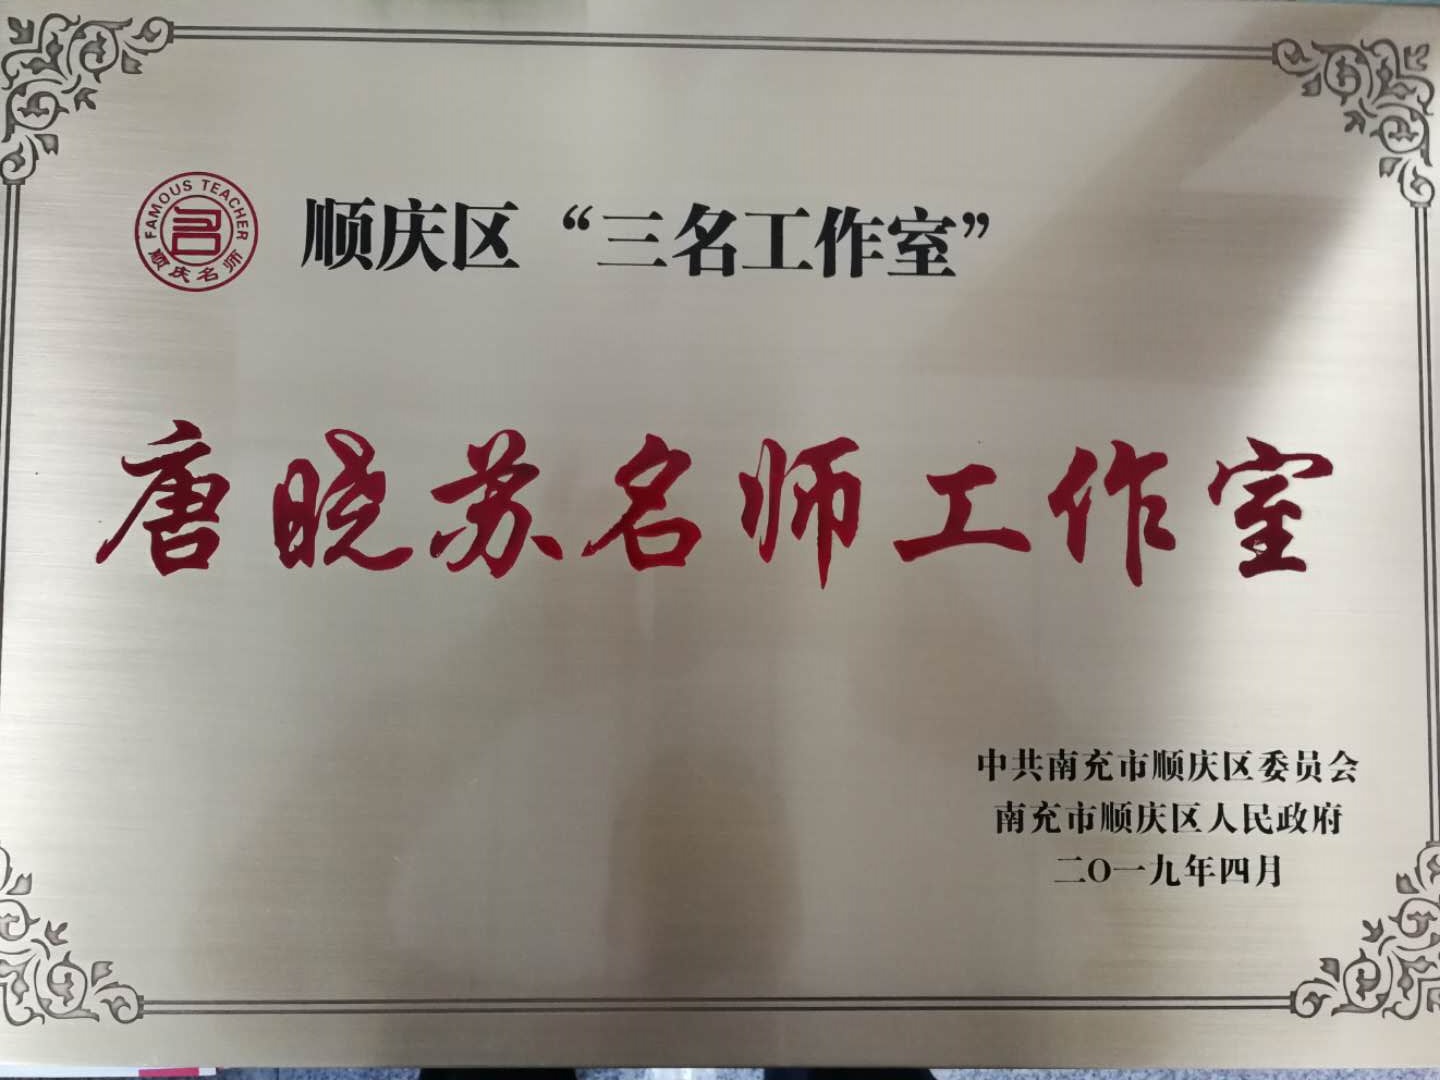 FAMOUS TEACHER
名
顺庆名师
顺庆区“三名工作室”
唐晓苏名师工作室
中共南充市顺庆区委员会
南充市顺庆区人民政府
二O一九年四月